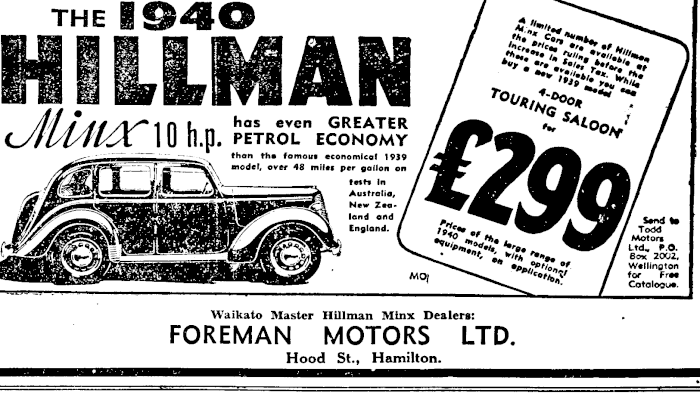 THE 1940
HILLMAN
Minx 10 h.p.
has even GREATER
PETROL ECONOMY
than the famous economical 1939
model, over 48 miles per gallon on
tests in
Australia,
New Zea-
land and
England.
A limited number of Hillman
Minx Cars are available at
the prices ruling before the
increase in Sales Tax. While
these are available you can
buy a new 1939 model
4-DOOR
TOURING SALOON
for
£299
Prices of the large range of
1940 models, with optional
equipment, on application.
MO1
Send to
Todd
Motors
Ltd., P.O.
Box 2002,
Wellington
for Free
Catalogue.
Waikato Master Hillman Minx Dealers:
FOREMAN MOTORS LTD.
Hood St., Hamilton.